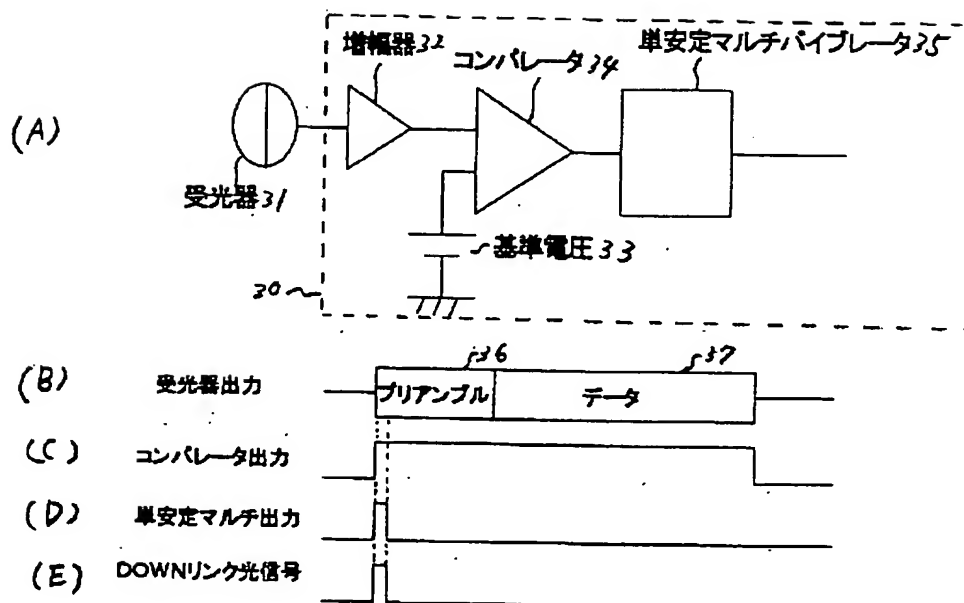 増幅器32
コンパレータ34
単安定マルチバイブレータ35
(A)
受光器31
基準電圧33
30
36
37
(B) 受光器出力 プリアンブル データ
(C) コンパレータ出力
(D) 単安定マルチ出力
(E) DOWNリンク光信号